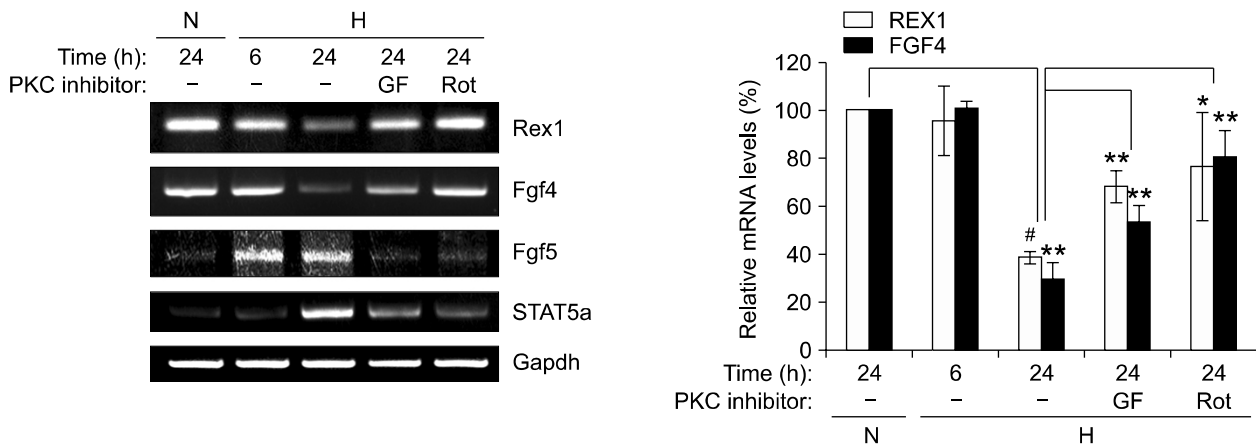 N H
Time (h): 24 6 24 24 24
PKC inhibitor: – – – GF Rot
Rex1
Fgf4
Fgf5
STAT5a
Gapdh
REX1
FGF4
Relative mRNA levels (%)
120
100
80
60
40
20
0
#
**
**
**
*
**
Time (h): 24 6 24 24 24
PKC inhibitor: – – – GF Rot
N H